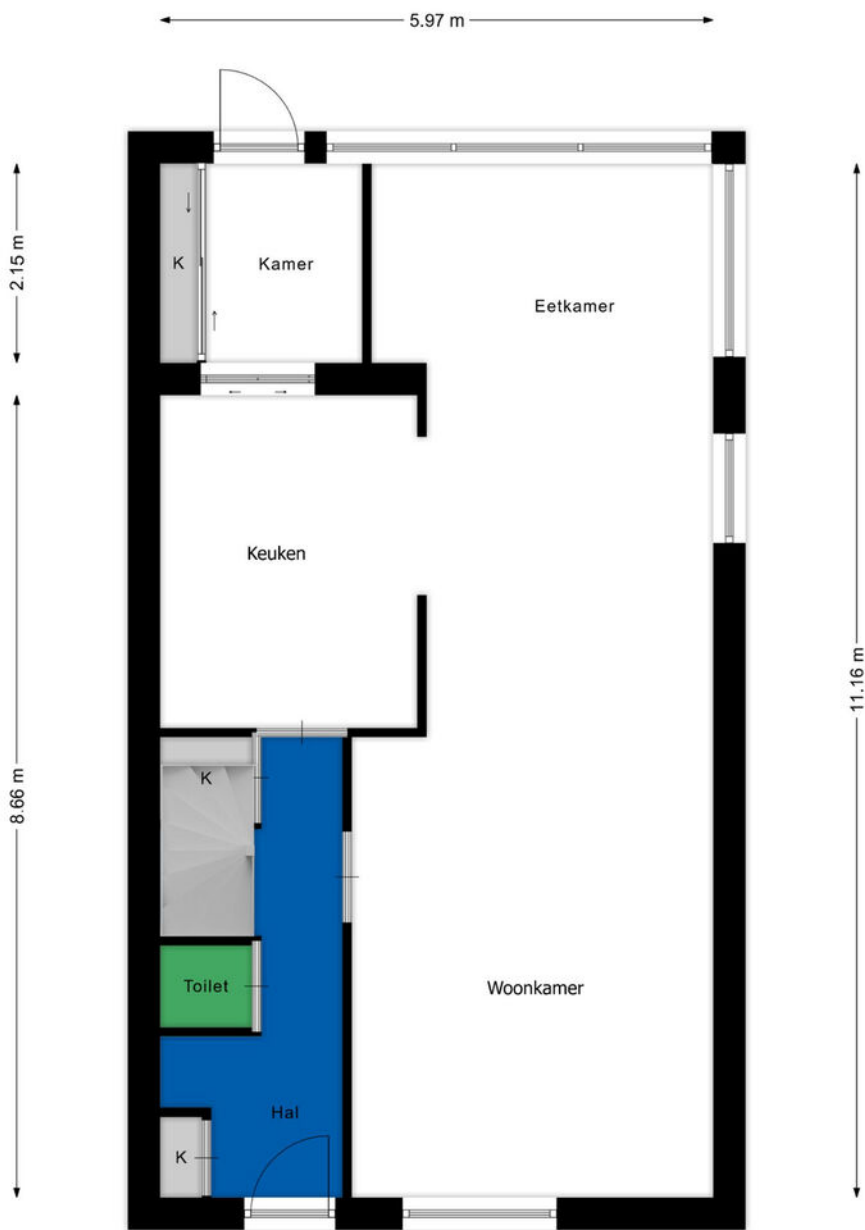 5.97 m
2.15 m
K
Kamer
Eetkamer
Keuken
11.16 m
8.66 m
K
Toilet
Woonkamer
Hal
K